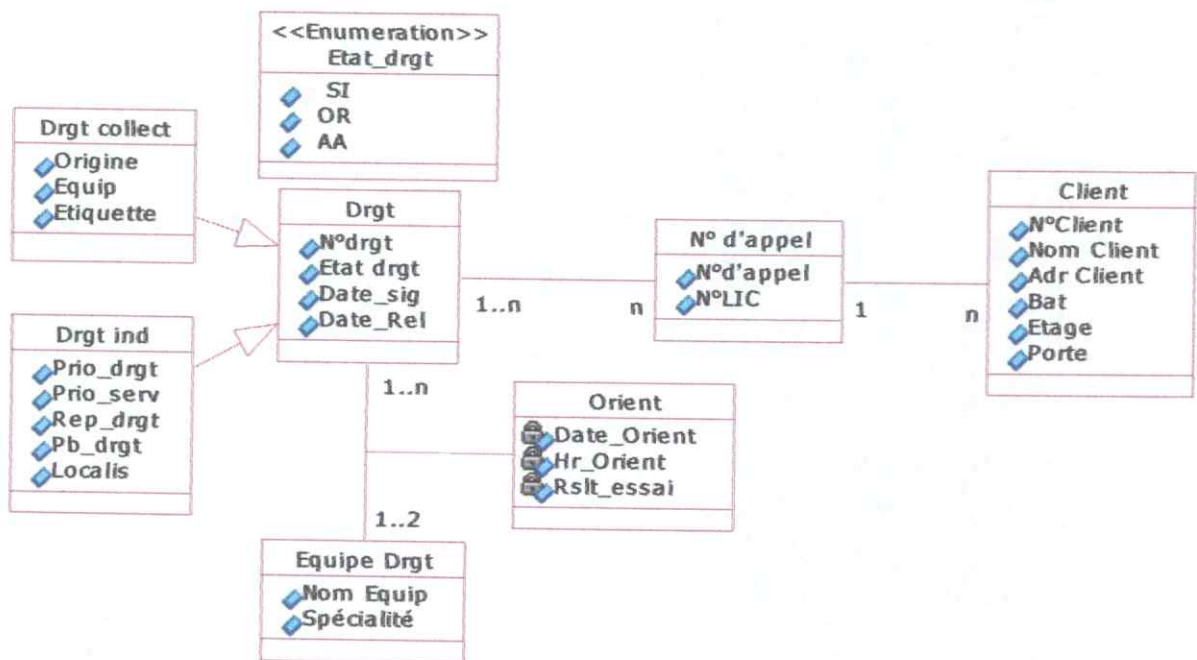 <<Enumeration>>
Etat_drgt
SI
OR
AA
Drgt collect
Origine
Equip
Etiquette
Drgt
N°drgt
Etat drgt
Date_sig
Date_Rel
N° d'appel
N°d'appel
N°LIC
Client
N°Client
Nom Client
Adr Client
Bat
Etage
Porte
1..n
n
1
n
Drgt ind
Prio_drgt
Prio_serv
Rep_drgt
Pb_drgt
Localis
1..n
Orient
Date_Orient
Hr_Orient
Rslt_essai
1..2
Equipe Drgt
Nom Equip
Spécialité